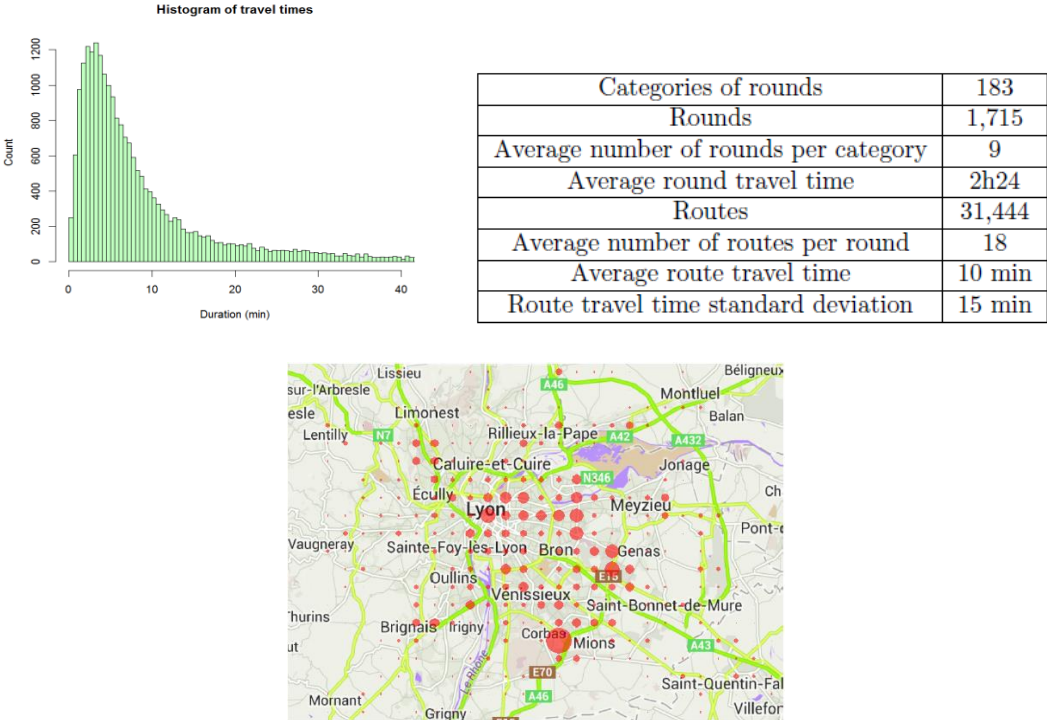 Histogram of travel times
Count
0
200
400
600
800
1000
1200
0 10 20 30 40
Duration (min)
Categories of rounds 183
Rounds 1,715
Average number of rounds per category 9
Average round travel time 2h24
Routes 31,444
Average number of routes per round 18
Average route travel time 10 min
Route travel time standard deviation 15 min
Lissieu
Béligneux
sur-l'Arbresle
A46
Montluel
esle
Limonest
Balan
Lentilly
N7
Rillieux-la-Pape
A42
A432
Caluire-et-Cuire
Jonage
N346
Écully
Ch
Lyon
Meyzieu
Pont-d
Vaugneray
Sainte-Foy-lès-Lyon
Bron
Genas
Oullins
E15
Vénissieux
Saint-Bonnet-de-Mure
Thurins
Brignais
Irigny
Corbas
Mions
A43
ut
Le Rhône
E70
Saint-Quentin-Fal
A46
Mornant
Grigny
Villefor